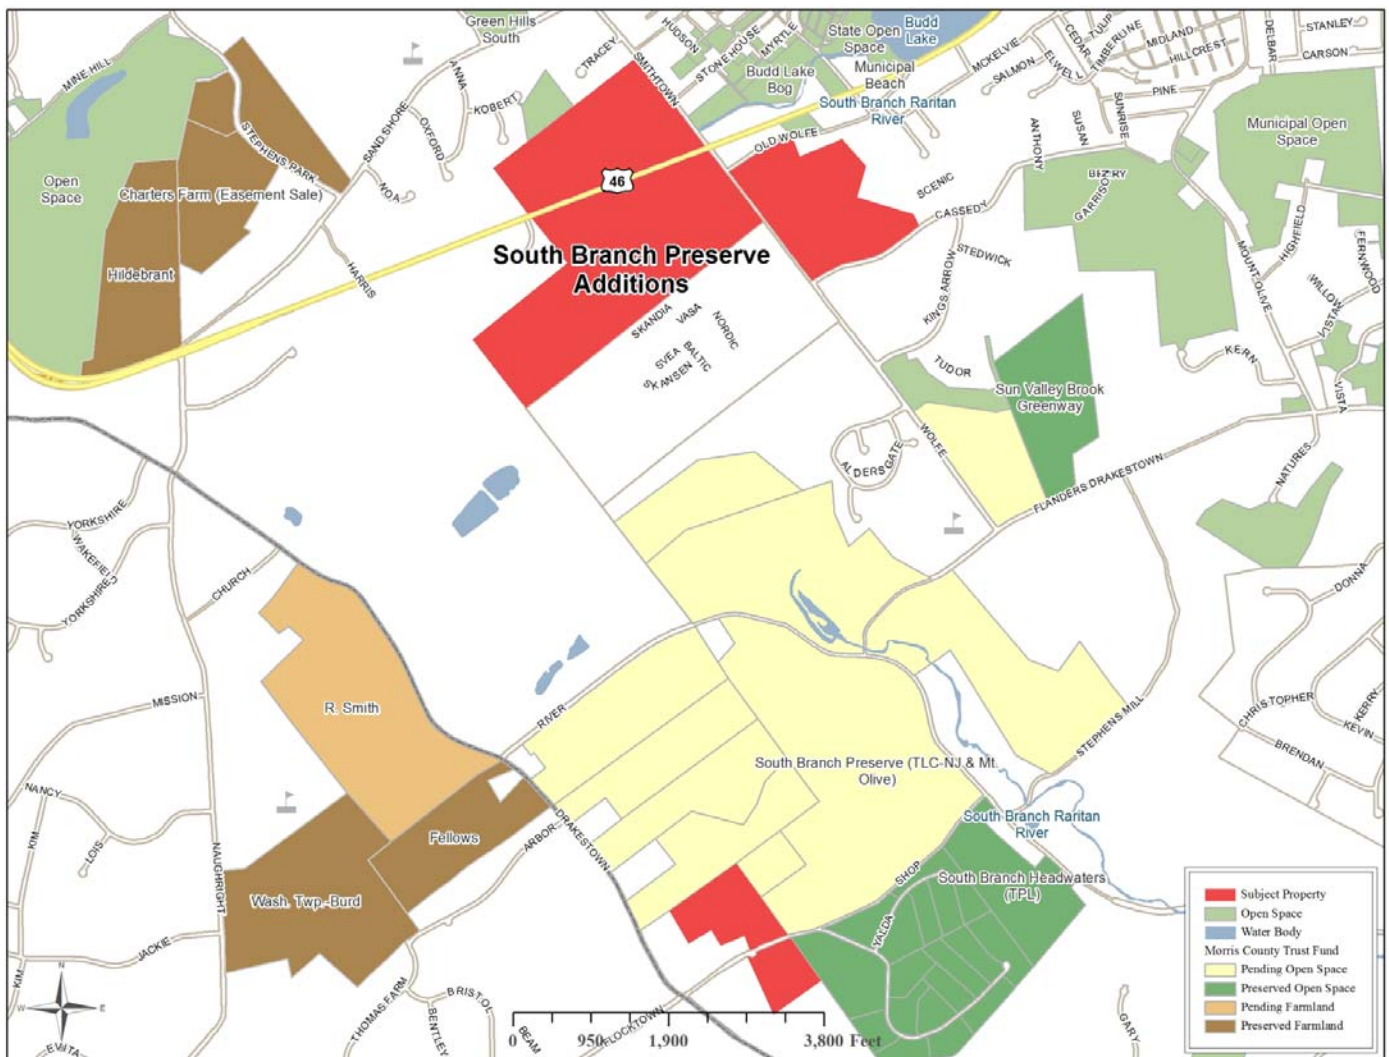 Green Hills
South
HUDSON
STONE HOUSE
MYRTLE
State Open
Space
Budd
Lake
MCKELVIE
SALMON
ELWELL
CEDAR
TULIP
TIMBERLINE
MIDLAND
HILLCREST
DELBAR
STANLEY
CARSON
MINE HILL
TRACEY
SMITHTOWN
Budd Lake
Bog
Municipal
Beach
South Branch Raritan
River
PINE
ANNA
KOBERT
SAND SHORE
OXFORD
OLD WOLFE
ANTHONY
SUSAN
SUNRISE
Municipal Open
Space
STEPHENS PARK
NOA
Open
Space
Charters Farm (Easement Sale)
46
SCENIC
CASSEDY
GARRISON
Hildebrant
HARRIS
South Branch Preserve
Additions
STEDWICK
KINGS ARROW
MOUNT OLIVE
HIGHFIELD
FERNWOOD
WILLOW
VISTA
SKANDIA
VASA
NORDIC
SVEA
BALTIC
SKANSEN
TUDOR
KERN
VISTA
Sun Valley Brook
Greenway
WOLFE
ALDERSGATE
FLANDERS DRAKESTOWN
NATURES
YORKSHIRE
WAKEFIELD
YORKSHIRE
CHURCH
DONNA
MISSION
R. Smith
RIVER
STEPHENS MILL
CHRISTOPHER
KERRY
KEVIN
BRENDAN
South Branch Preserve (TLC-NJ & Mt.
Olive)
NANCY
KIM
LOIS
NAUGHRIGHT
Fellows
ARBOR
DRAKESTOWN
South Branch Raritan
River
SHOP
South Branch Headwaters
(TPL)
Wash. Twp.-Burd
YALDA
JACKIE
KIM
N
W
E
THOMAS FARM
BRISTOL
BENTLEY
BEAM
FLOCKTOWN
GARY
0 950 1,900 3,800 Feet
Subject Property
Open Space
Water Body
Morris County Trust Fund
Pending Open Space
Preserved Open Space
Pending Farmland
Preserved Farmland